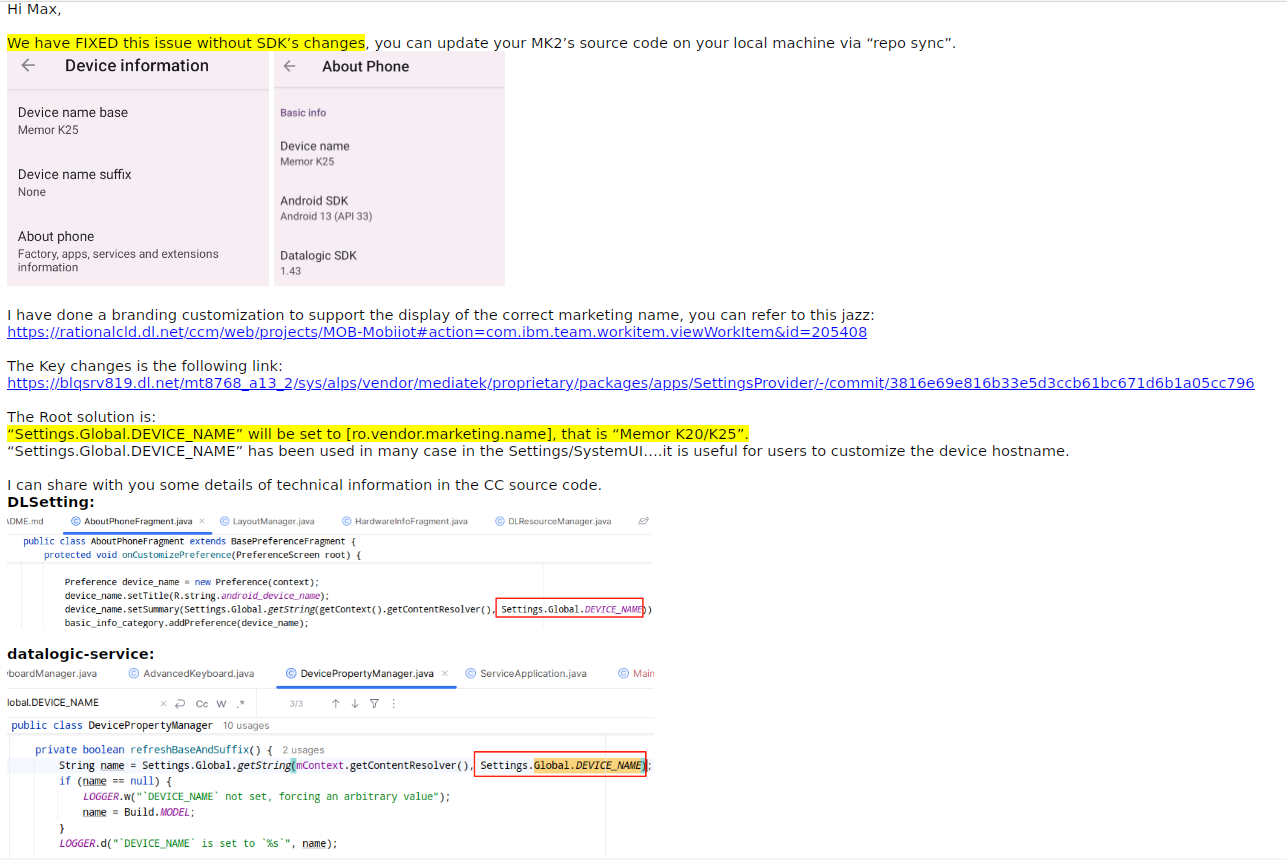 Hi Max,
We have FIXED this issue without SDK’s changes, you can update your MK2’s source code on your local machine via “repo sync”.
Device information
Device name base
Memor K25
Device name suffix
None
About phone
Factory, apps, services and extensions
information
About Phone
Basic info
Device name
Memor K25
Android SDK
Android 13 (API 33)
Datalogic SDK
1.43
I have done a branding customization to support the display of the correct marketing name, you can refer to this jazz:
https://rationalcld.dl.net/ccm/web/projects/MOB-Mobiiot#action=com.ibm.team.workitem.viewWorkItem&id=205408
The Key changes is the following link:
https://blqsrv819.dl.net/mt8768_a13_2/sys/alps/vendor/mediatek/proprietary/packages/apps/SettingsProvider/-/commit/3816e69e816b33e5d3ccb61bc671d6b1a05cc796
The Root solution is:
“Settings.Global.DEVICE_NAME” will be set to [ro.vendor.marketing.name], that is “Memor K20/K25”.
“Settings.Global.DEVICE_NAME” has been used in many case in the Settings/SystemUI….it is useful for users to customize the device hostname.
I can share with you some details of technical information in the CC source code.
DLSetting:
ADME.md AboutPhoneFragment.java × LayoutManager.java HardwareInfoFragment.java DLResourceManager.java
public class AboutPhoneFragment extends BasePreferenceFragment {
protected void onCustomizePreference(PreferenceScreen root) {
Preference device_name = new Preference(context);
device_name.setTitle(R.string.android_device_name);
device_name.setSummary(Settings.Global.getString(getContext().getContentResolver(), Settings.Global.DEVICE_NAME))
basic_info_category.addPreference(device_name);
datalogic-service:
yboardManager.java AdvancedKeyboard.java DevicePropertyManager.java × ServiceApplication.java Main
lobal.DEVICE_NAME × Cc W .* 3/3
public class DevicePropertyManager 10 usages
private boolean refreshBaseAndSuffix() { 2 usages
String name = Settings.Global.getString(mContext.getContentResolver(), Settings.Global.DEVICE_NAME);
if (name == null) {
LOGGER.w("`DEVICE_NAME` not set, forcing an arbitrary value");
name = Build.MODEL;
}
LOGGER.d("`DEVICE_NAME` is set to `%s`", name);